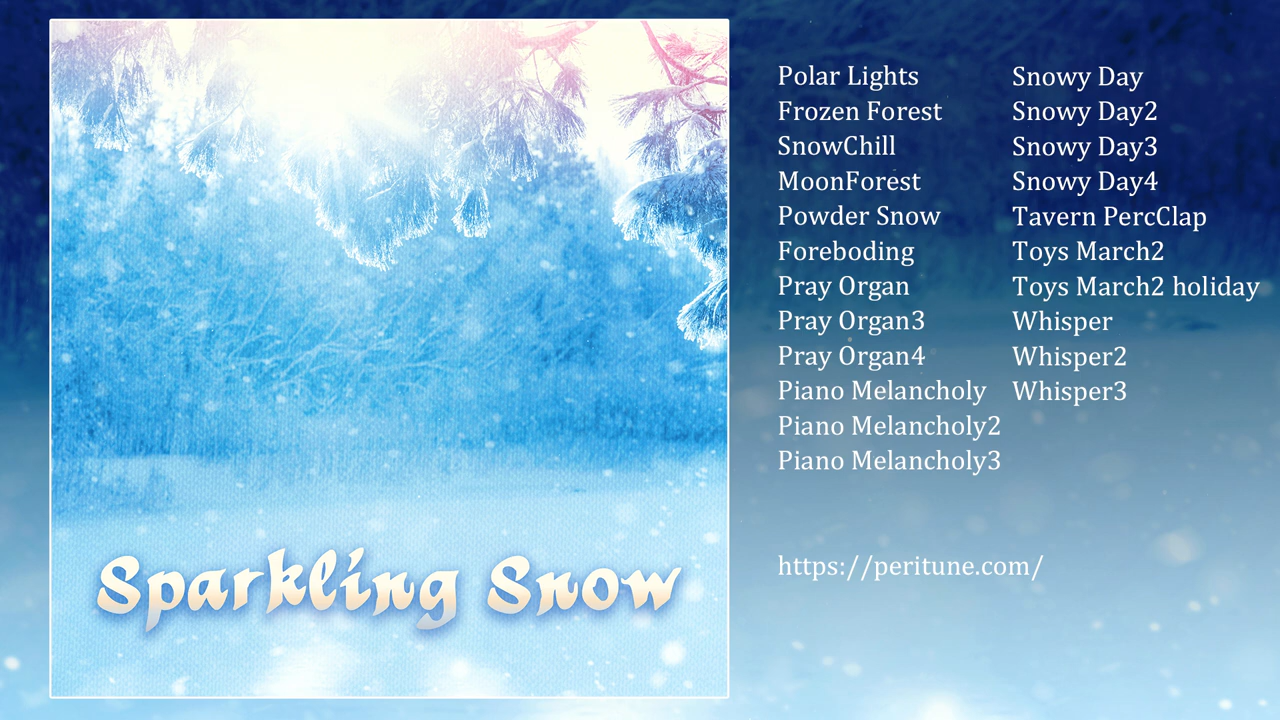 Sparkling Snow
Polar Lights
Frozen Forest
SnowChill
MoonForest
Powder Snow
Foreboding
Pray Organ
Pray Organ3
Pray Organ4
Piano Melancholy
Piano Melancholy2
Piano Melancholy3
Snowy Day
Snowy Day2
Snowy Day3
Snowy Day4
Tavern PercClap
Toys March2
Toys March2 holiday
Whisper
Whisper2
Whisper3
https://peritune.com/